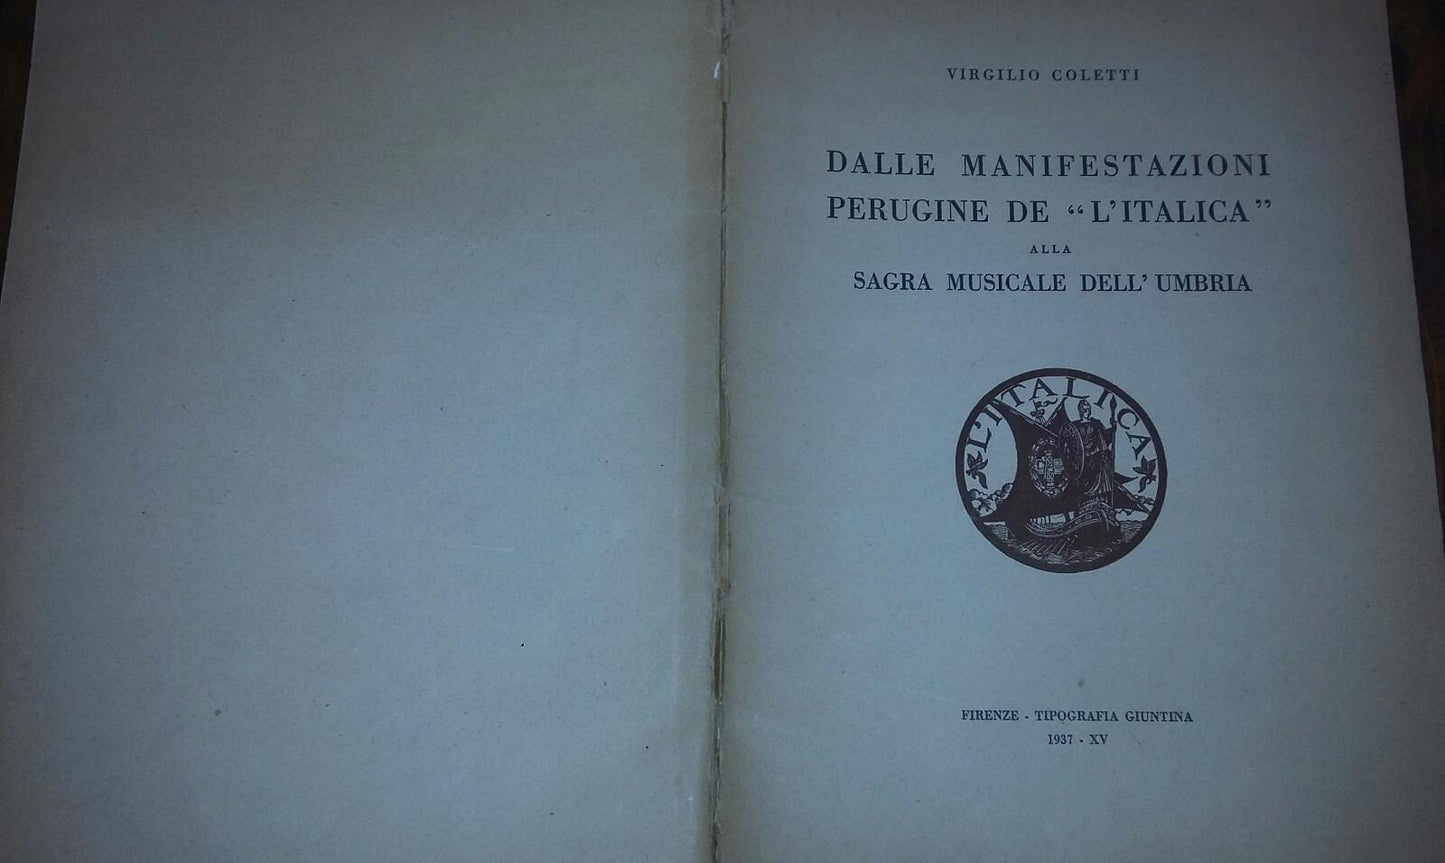 VIRGILIO COLETTI
DALLE MANIFESTAZIONI
PERUGINE DE “L’ITALICA”
ALLA
SAGRA MUSICALE DELL’UMBRIA
L’ITALICA
FIRENZE - TIPOGRAFIA GIUNTINA
1937 - XV